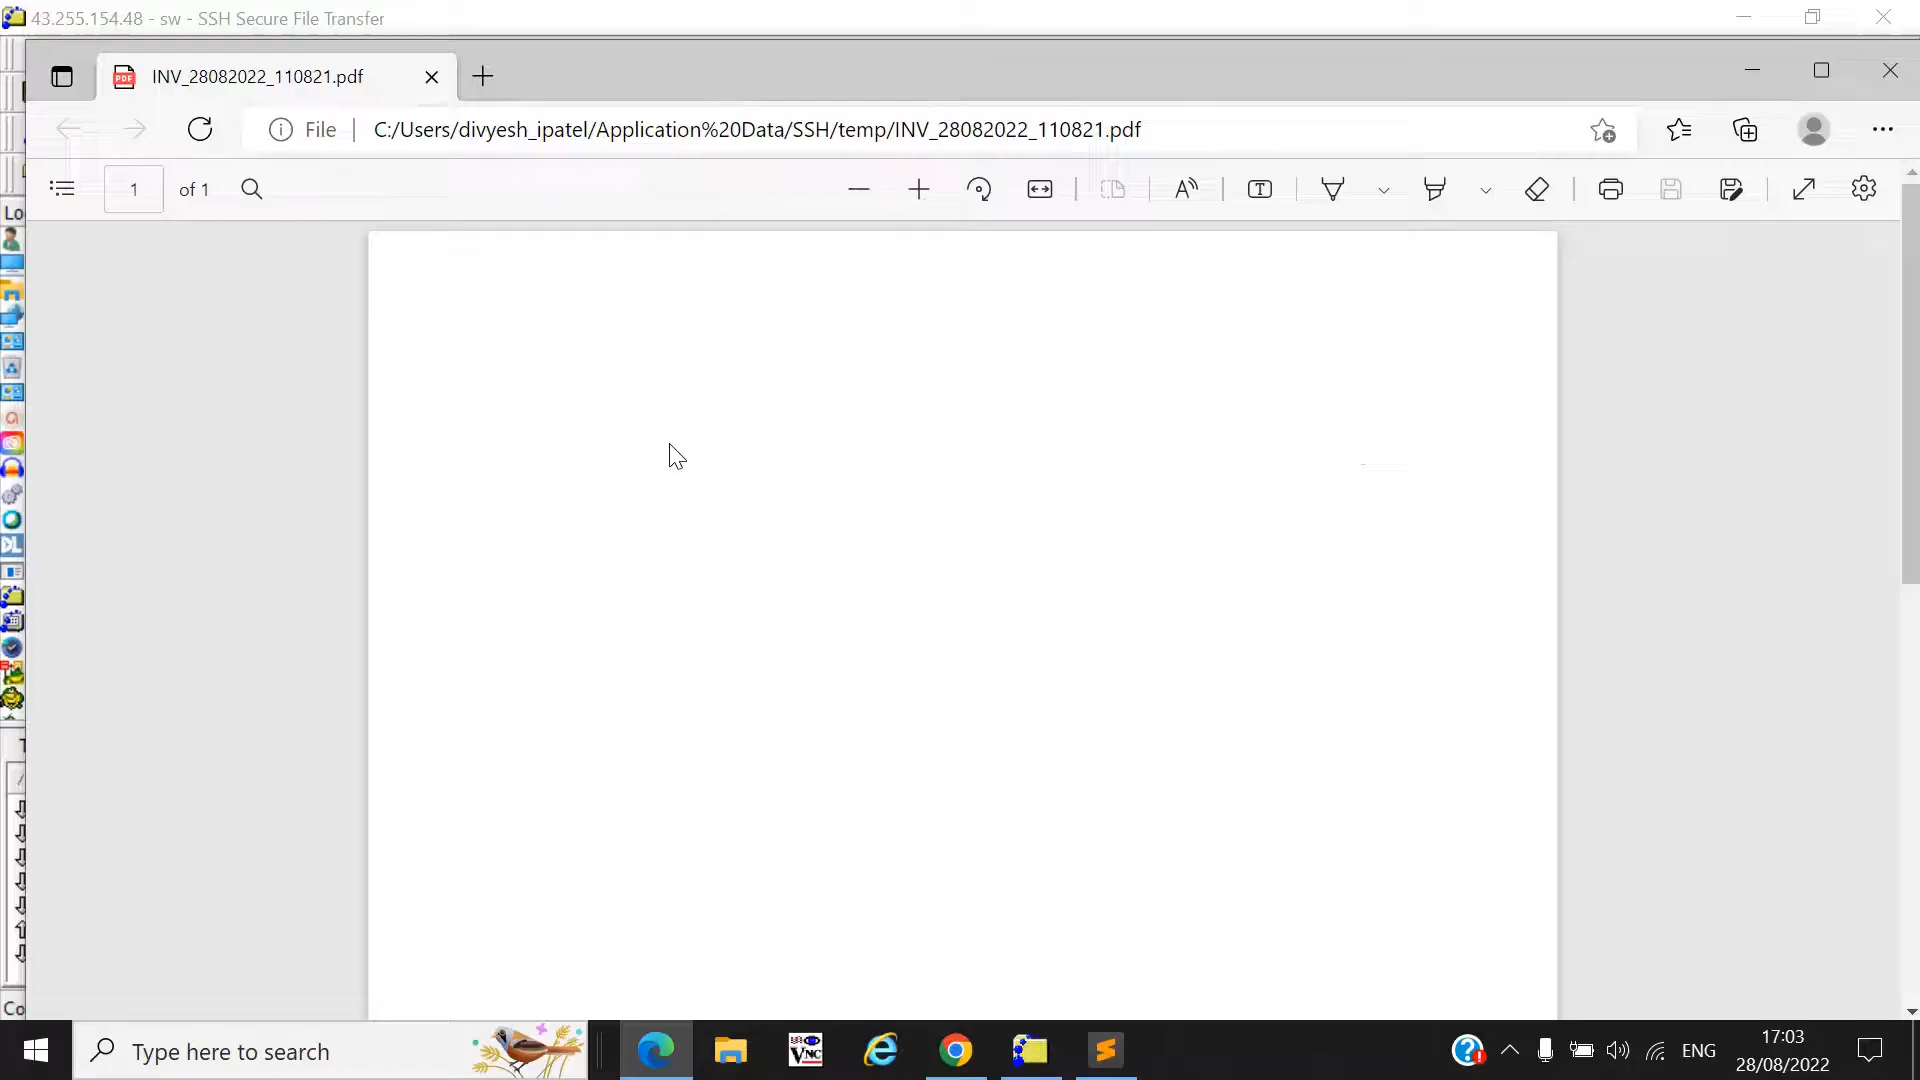 43.255.154.48 - sw - SSH Secure File Transfer
INV_28082022_110821.pdf
File
C:/Users/divyesh_ipatel/Application%20Data/SSH/temp/INV_28082022_110821.pdf
1 of 1
Lo
Co
Type here to search
VNC
ENG
17:03
28/08/2022